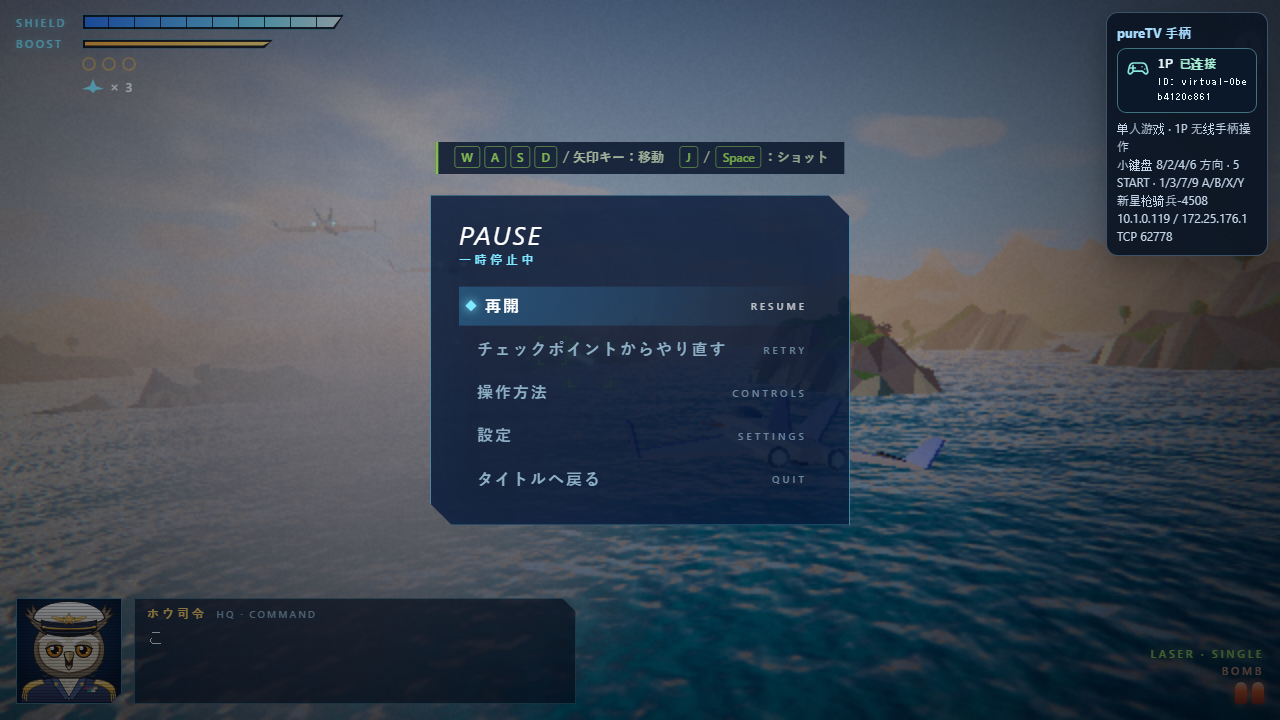 SHIELD
BOOST
× 3
W A S D / 矢印キー：移動 J / Space ：ショット
PAUSE
一時停止中
再開 RESUME
チェックポイントからやり直す RETRY
操作方法 CONTROLS
設定 SETTINGS
タイトルへ戻る QUIT
pureTV 手柄
1P 已连接
ID: virtual-0be
b4120c861
单人游戏 · 1P 无线手柄操
作
小键盘 8/2/4/6 方向 · 5
START · 1/3/7/9 A/B/X/Y
新星枪骑兵-4508
10.1.0.119 / 172.25.176.1
TCP 62778
ホウ司令 HQ · COMMAND
こ
LASER · SINGLE
BOMB